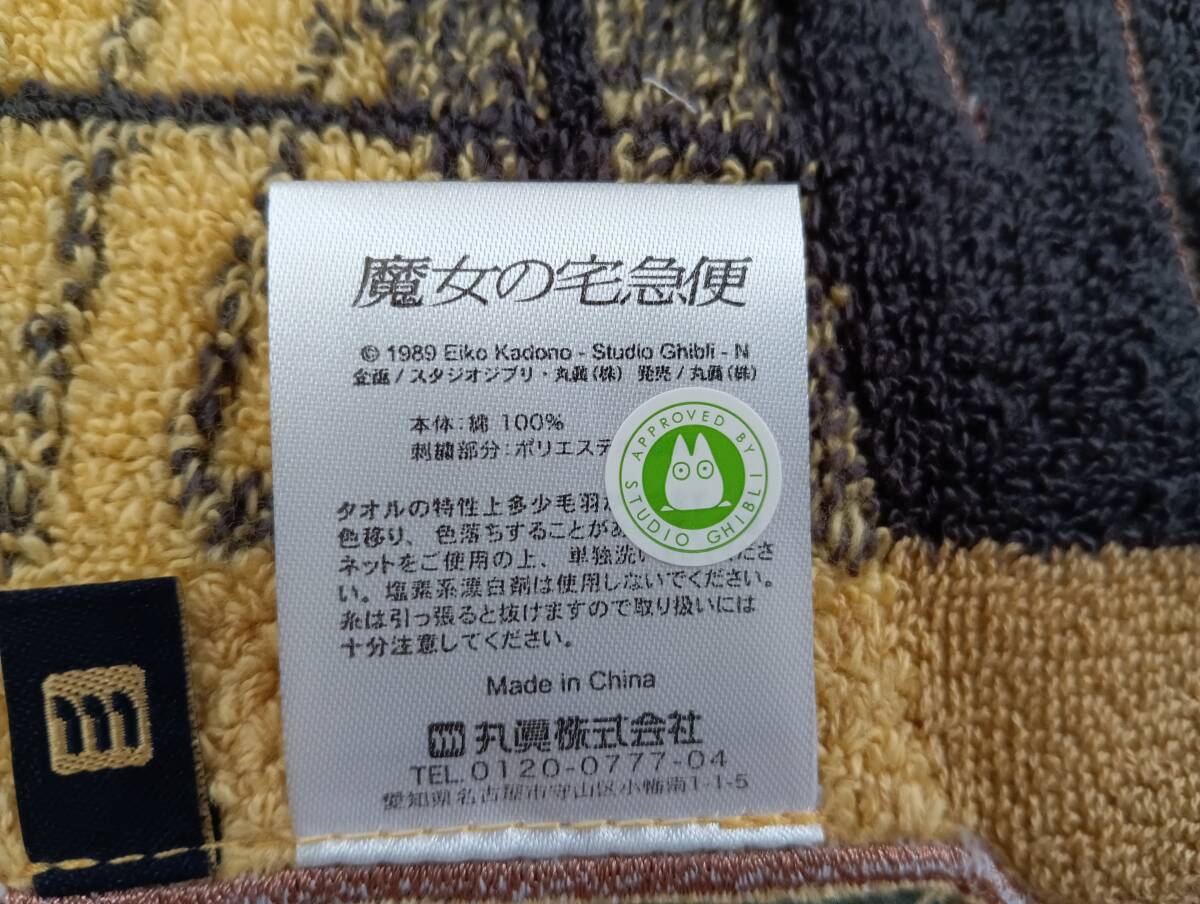 魔女の宅急便
© 1989 Eiko Kadono - Studio Ghibli - N
企画 / スタジオジブリ・丸眞(株) 発売 / 丸眞(株)
本体:綿 100%
刺繍部分:ポリエステ
APPROVED BY
STUDIO GHIBLI
タオルの特性上多少毛羽
色移り、色落ちすることがあ
ネットをご使用の上、単独洗い ださ
い。塩素系漂白剤は使用しないでください。
糸は引っ張ると抜けますので取り扱いには
十分注意してください。
Made in China
丸眞株式会社
TEL.0120-0777-04
愛知県名古屋市守山区小幡南1-1-5